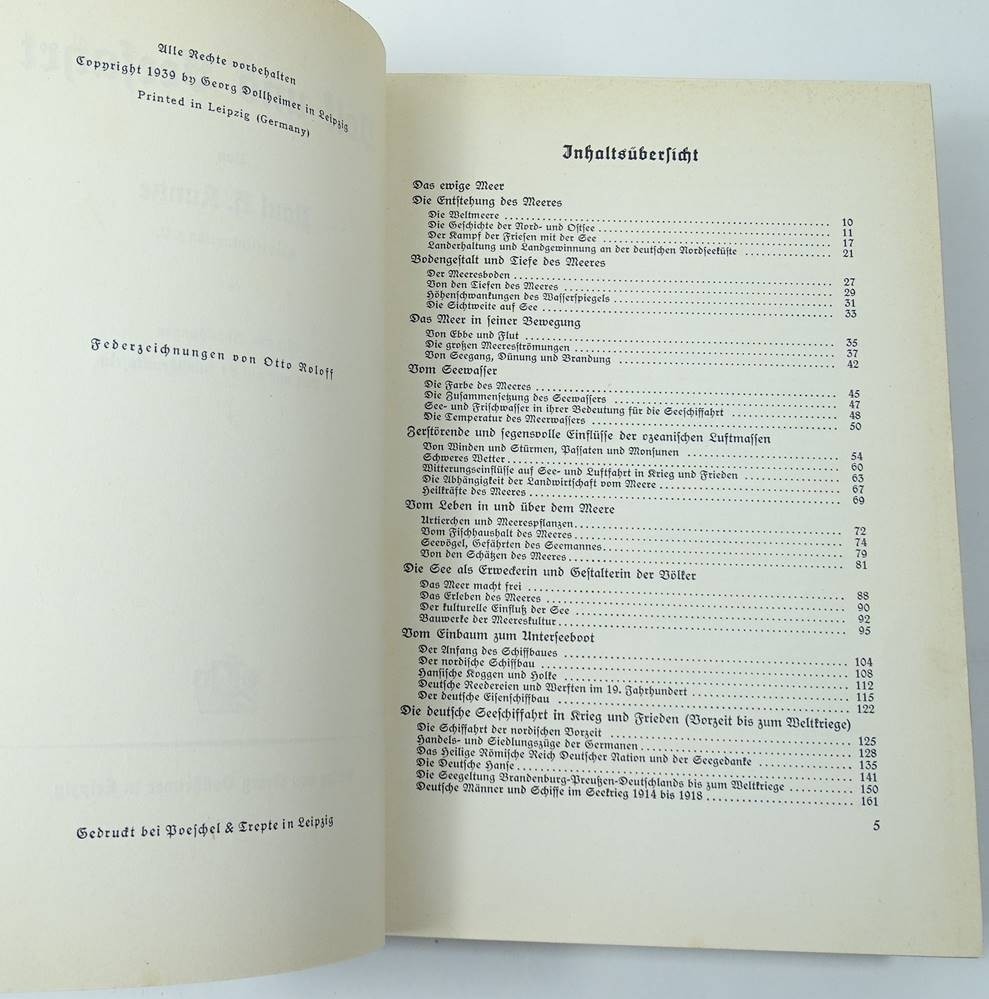 Alle Rechte vorbehalten
Copyright 1939 by Georg Dollheimer in Leipzig
Printed in Leipzig (Germany)
Federzeichnungen von Otto Roloff
Gedruckt bei Poeschel & Trepte in Leipzig
Inhaltsübersicht
Das ewige Meer
Die Entstehung des Meeres
Die Weltmeere 10
Die Geschichte der Nord- und Ostsee 11
Der Kampf der Friesen mit der See 17
Landerhaltung und Landgewinnung an der deutschen Nordseeküste 21
Bodengestalt und Tiefe des Meeres
Der Meeresboden 27
Von den Tiefen des Meeres 29
Höhenschwankungen des Wasserspiegels 31
Die Sichtweite auf See 33
Das Meer in seiner Bewegung
Von Ebbe und Flut 35
Die großen Meeresströmungen 37
Von Seegang, Dünung und Brandung 42
Vom Seewasser
Die Farbe des Meeres 45
Die Zusammensetzung des Seewassers 47
See- und Frischwasser in ihrer Bedeutung für die Seeschiffahrt 48
Die Temperatur des Meerwassers 50
Zerstörende und segensvolle Einflüsse der ozeanischen Luftmassen
Von Winden und Stürmen, Passaten und Monsunen 54
Schweres Wetter 60
Witterungseinflüsse auf See- und Luftfahrt in Krieg und Frieden 63
Die Abhängigkeit der Landwirtschaft vom Meere 67
Heilkräfte des Meeres 69
Vom Leben in und über dem Meere
Urtierchen und Meerespflanzen 72
Vom Fischhaushalt des Meeres 74
Seevögel, Gefährten des Seemannes 79
Von den Schätzen des Meeres 81
Die See als Erweckerin und Gestalterin der Völker
Das Meer macht frei 88
Das Erleben des Meeres 90
Der kulturelle Einfluß der See 92
Bauwerke der Meereskultur 95
Vom Einbaum zum Unterseeboot
Der Anfang des Schiffbaues 104
Der nordische Schiffbau 108
Hansische Koggen und Holke 112
Deutsche Reedereien und Werften im 19. Jahrhundert 115
Der deutsche Eisenschiffbau 122
Die deutsche Seeschiffahrt in Krieg und Frieden (Vorzeit bis zum Weltkriege)
Die Schiffahrt der nordischen Vorzeit 125
Handels- und Siedlungszüge der Germanen 128
Das Heilige Römische Reich Deutscher Nation und der Seegedanke 135
Die Deutsche Hanse 141
Die Seegeltung Brandenburg-Preußen-Deutschlands bis zum Weltkriege 150
Deutsche Männer und Schiffe im Seekrieg 1914 bis 1918 161
5